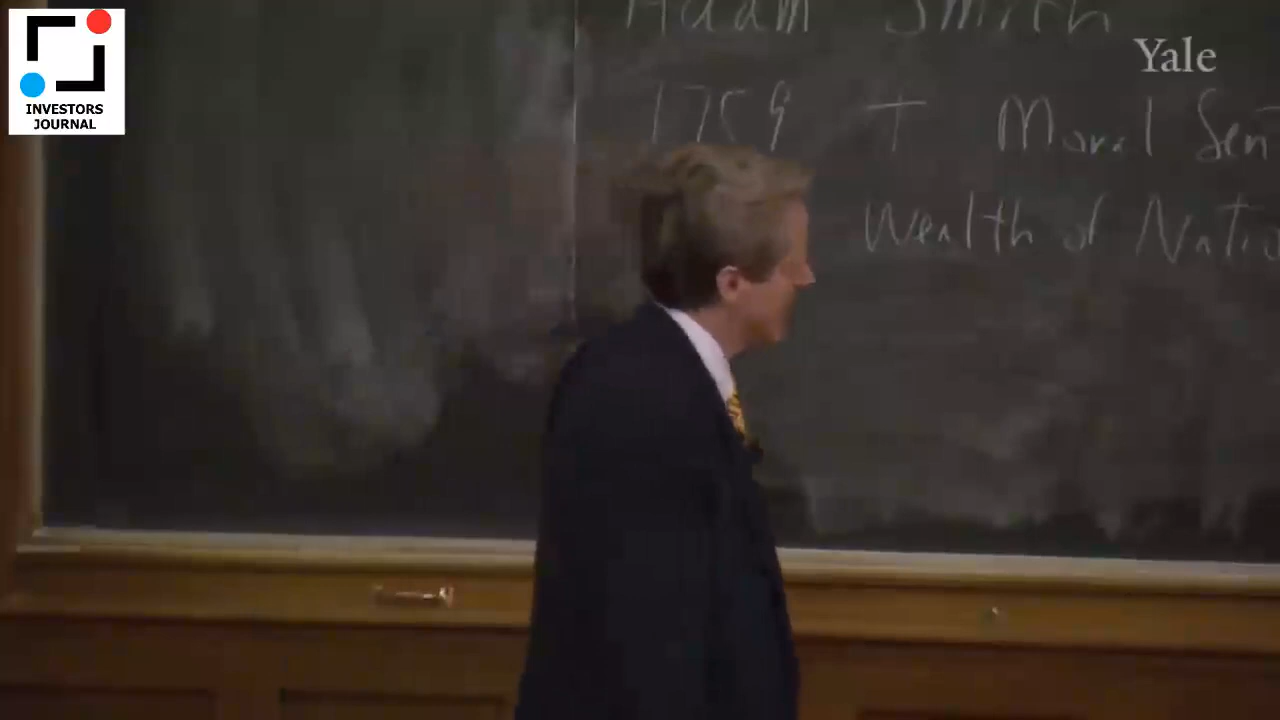 INVESTORS
JOURNAL
Yale
Adam Smith
1759 T Moral Sen
Wealth of Natio